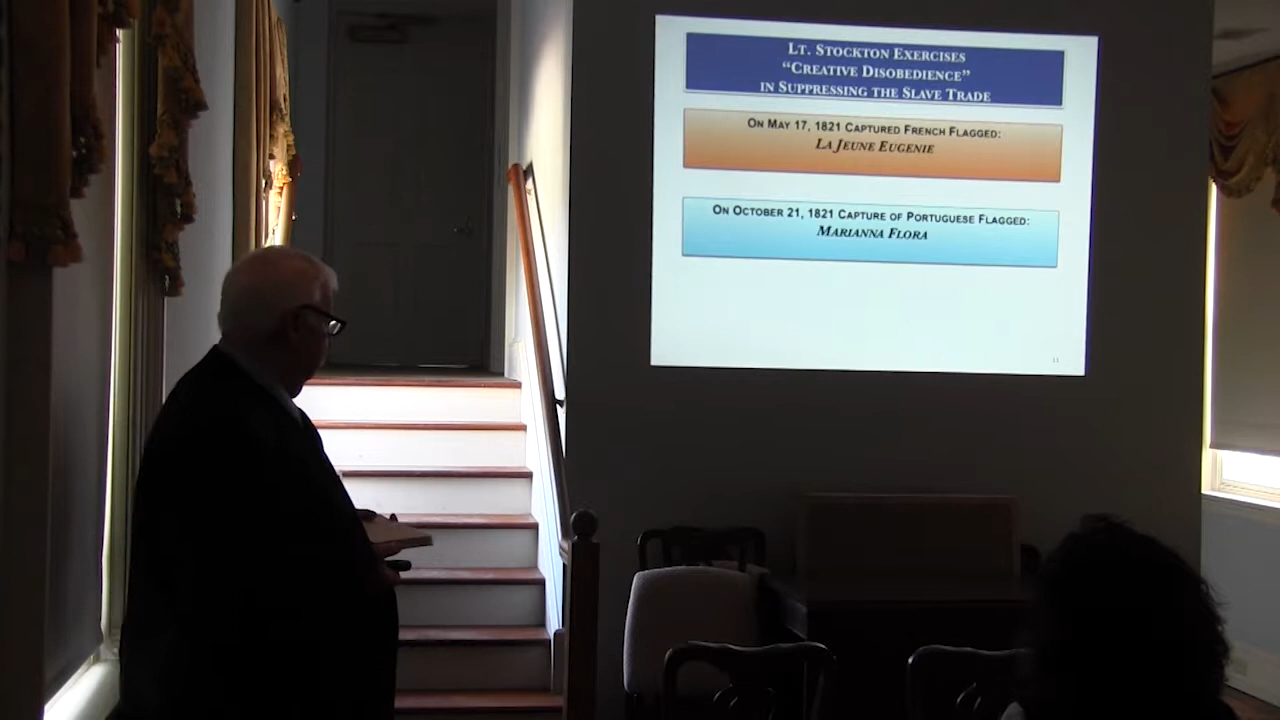 LT. STOCKTON EXERCISES
“CREATIVE DISOBEDIENCE”
IN SUPPRESSING THE SLAVE TRADE
ON MAY 17, 1821 CAPTURED FRENCH FLAGGED:
LA JEUNE EUGENIE
ON OCTOBER 21, 1821 CAPTURE OF PORTUGUESE FLAGGED:
MARIANNA FLORA
11